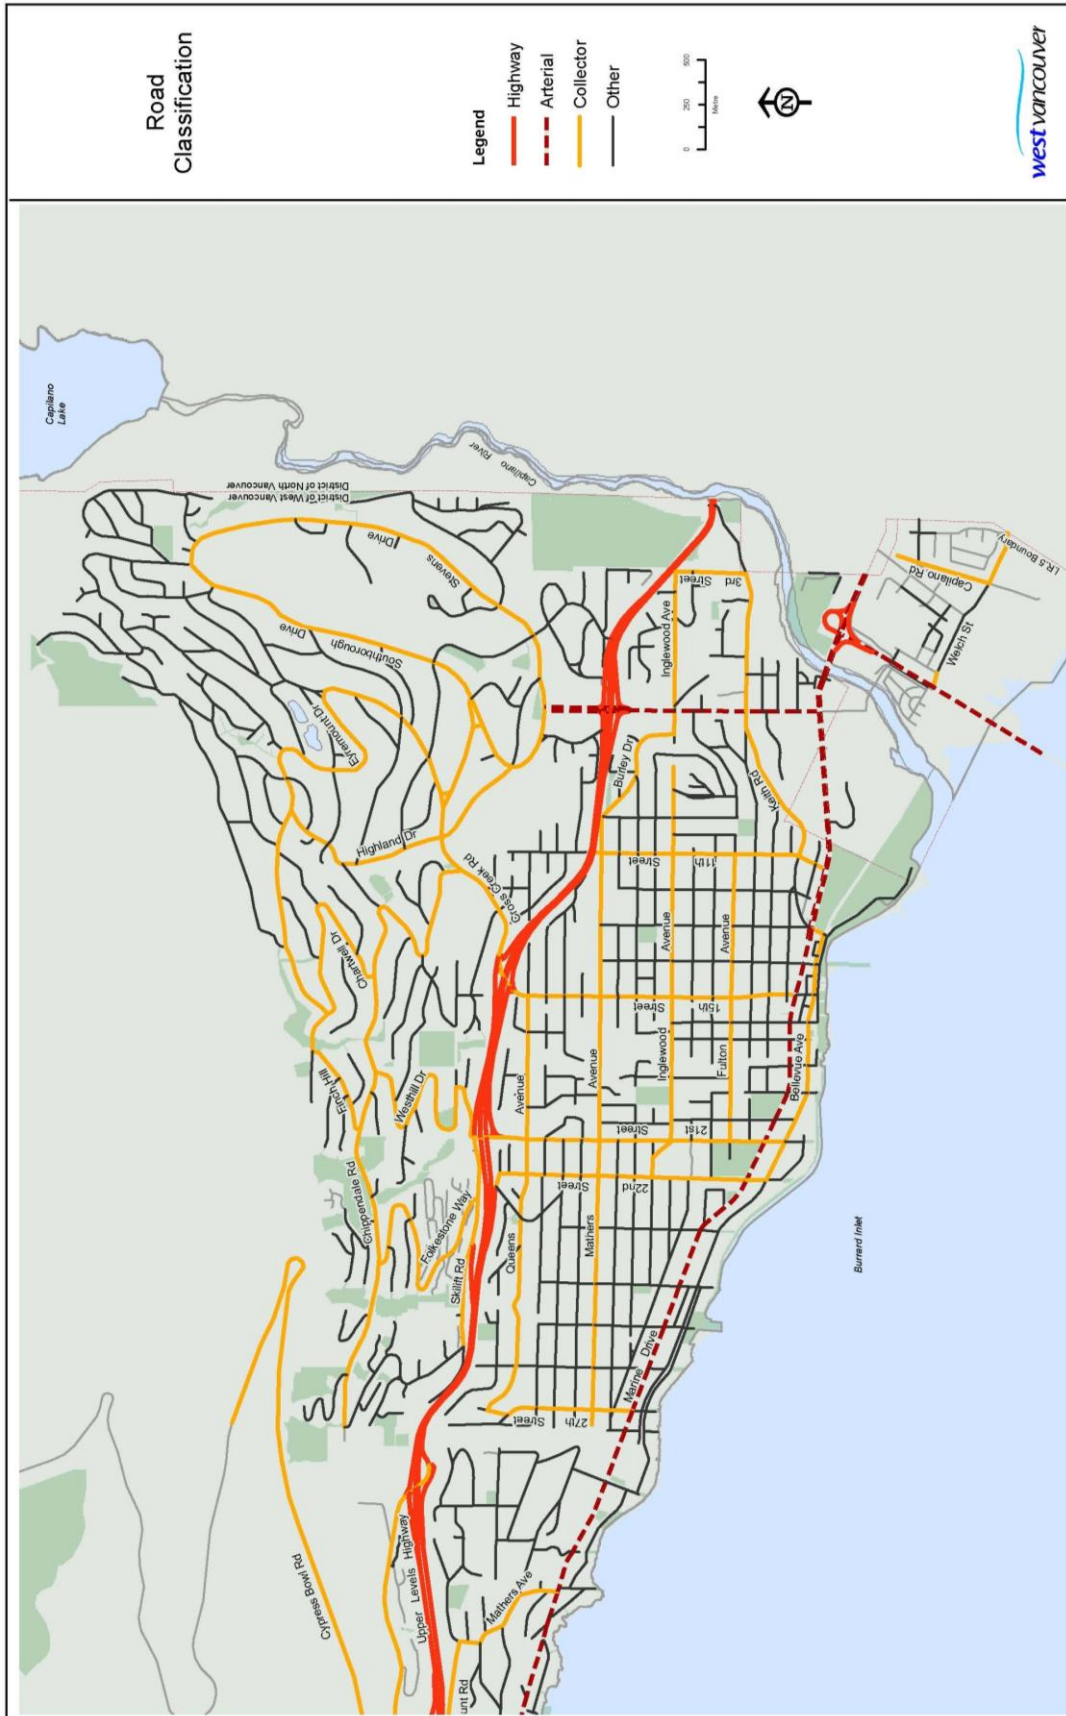 Road
Classification
Legend
Highway
Arterial
Collector
Other
0 250 500
Metre
N
westvancouver
Capilano
Lake
Capilano River
District of North Vancouver
District of West Vancouver
Stevens Drive
Southborough Drive
Eyremount Dr
Highland Dr
Cross Creek Rd
Chartwell Dr
Finch Hill
Westhill Dr
Chippendale Rd
Folkestone Way
Skilift Rd
Cypress Bowl Rd
Upper Levels Highway
Mathers Ave
unt Rd
Queens Avenue
Mathers Avenue
Inglewood Avenue
Fulton Avenue
Inglewood Ave
Burley Dr
Keith Rd
3rd Street
11th Street
15th Street
21st Street
22nd Street
27th Street
Marine Drive
Bellevue Ave
Burrard Inlet
Capilano Rd
Welch St
I.R.5 Boundary